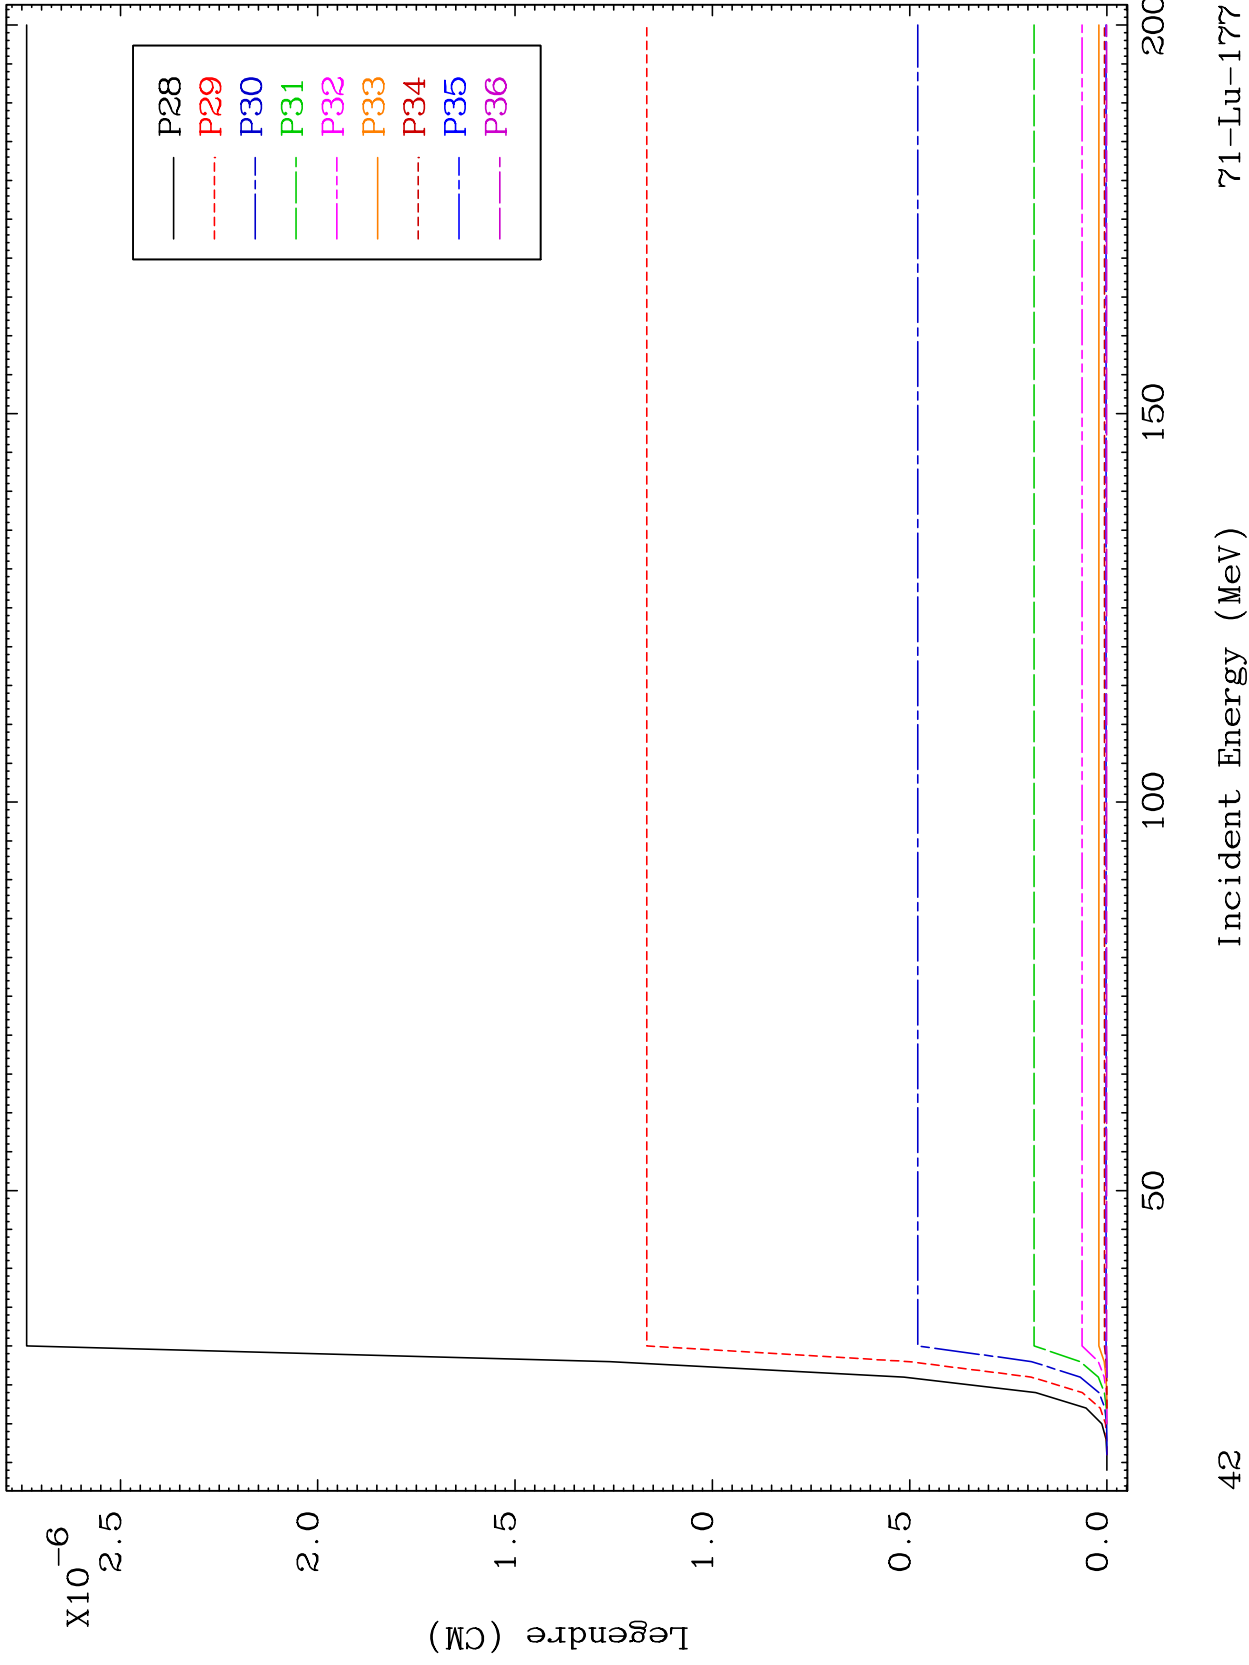 X10-6
2.5
2.0
1.5
1.0
0.5
0.0
Legendre (CM)
P28
P29
P30
P31
P32
P33
P34
P35
P36
50
100
150
200
42
Incident Energy (MeV)
71-Lu-177